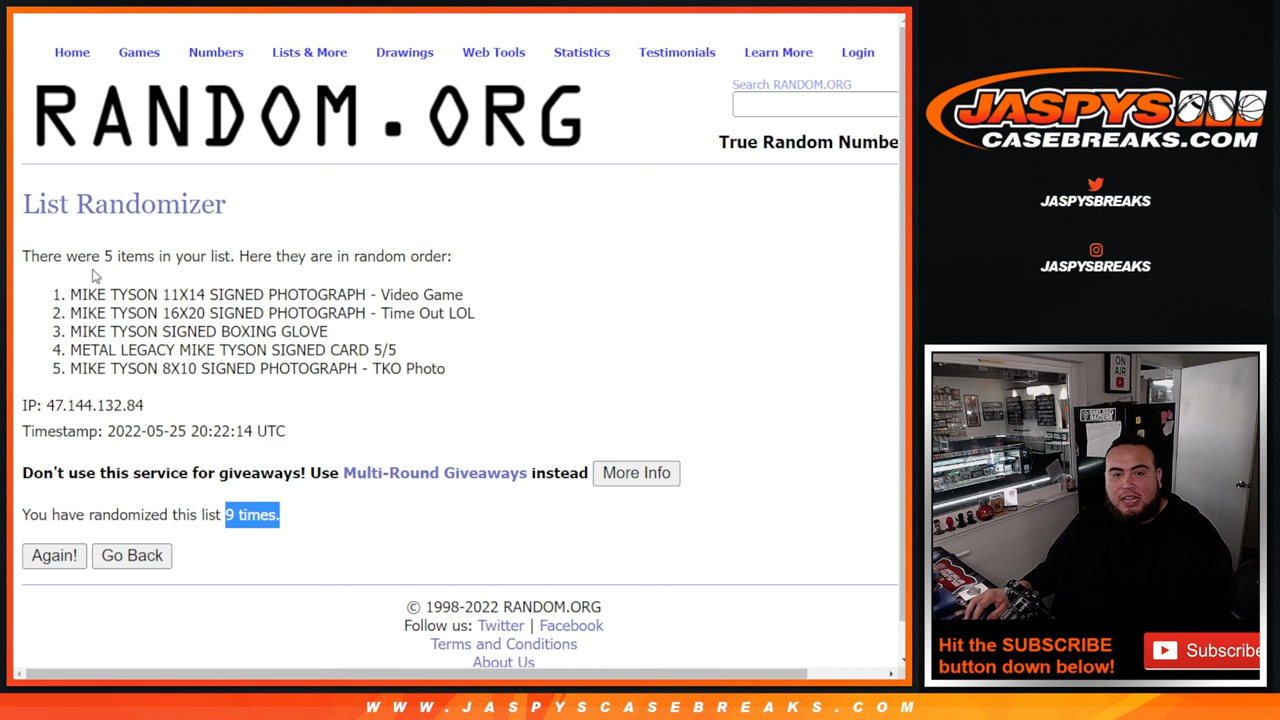 Home Games Numbers Lists & More Drawings Web Tools Statistics Testimonials Learn More Login
RANDOM.ORG
Search RANDOM.ORG
True Random Numbe
List Randomizer
There were 5 items in your list. Here they are in random order:
1. MIKE TYSON 11X14 SIGNED PHOTOGRAPH - Video Game
2. MIKE TYSON 16X20 SIGNED PHOTOGRAPH - Time Out LOL
3. MIKE TYSON SIGNED BOXING GLOVE
4. METAL LEGACY MIKE TYSON SIGNED CARD 5/5
5. MIKE TYSON 8X10 SIGNED PHOTOGRAPH - TKO Photo
IP: 47.144.132.84
Timestamp: 2022-05-25 20:22:14 UTC
Don't use this service for giveaways! Use Multi-Round Giveaways instead More Info
You have randomized this list 9 times.
Again! Go Back
© 1998-2022 RANDOM.ORG
Follow us: Twitter | Facebook
Terms and Conditions
About Us
JASPYS
CASEBREAKS.COM
JASPYSBREAKS
JASPYSBREAKS
ON
AIR
Hit the SUBSCRIBE
button down below!
Subscribe
WWW.JASPYSCASEBREAKS.COM